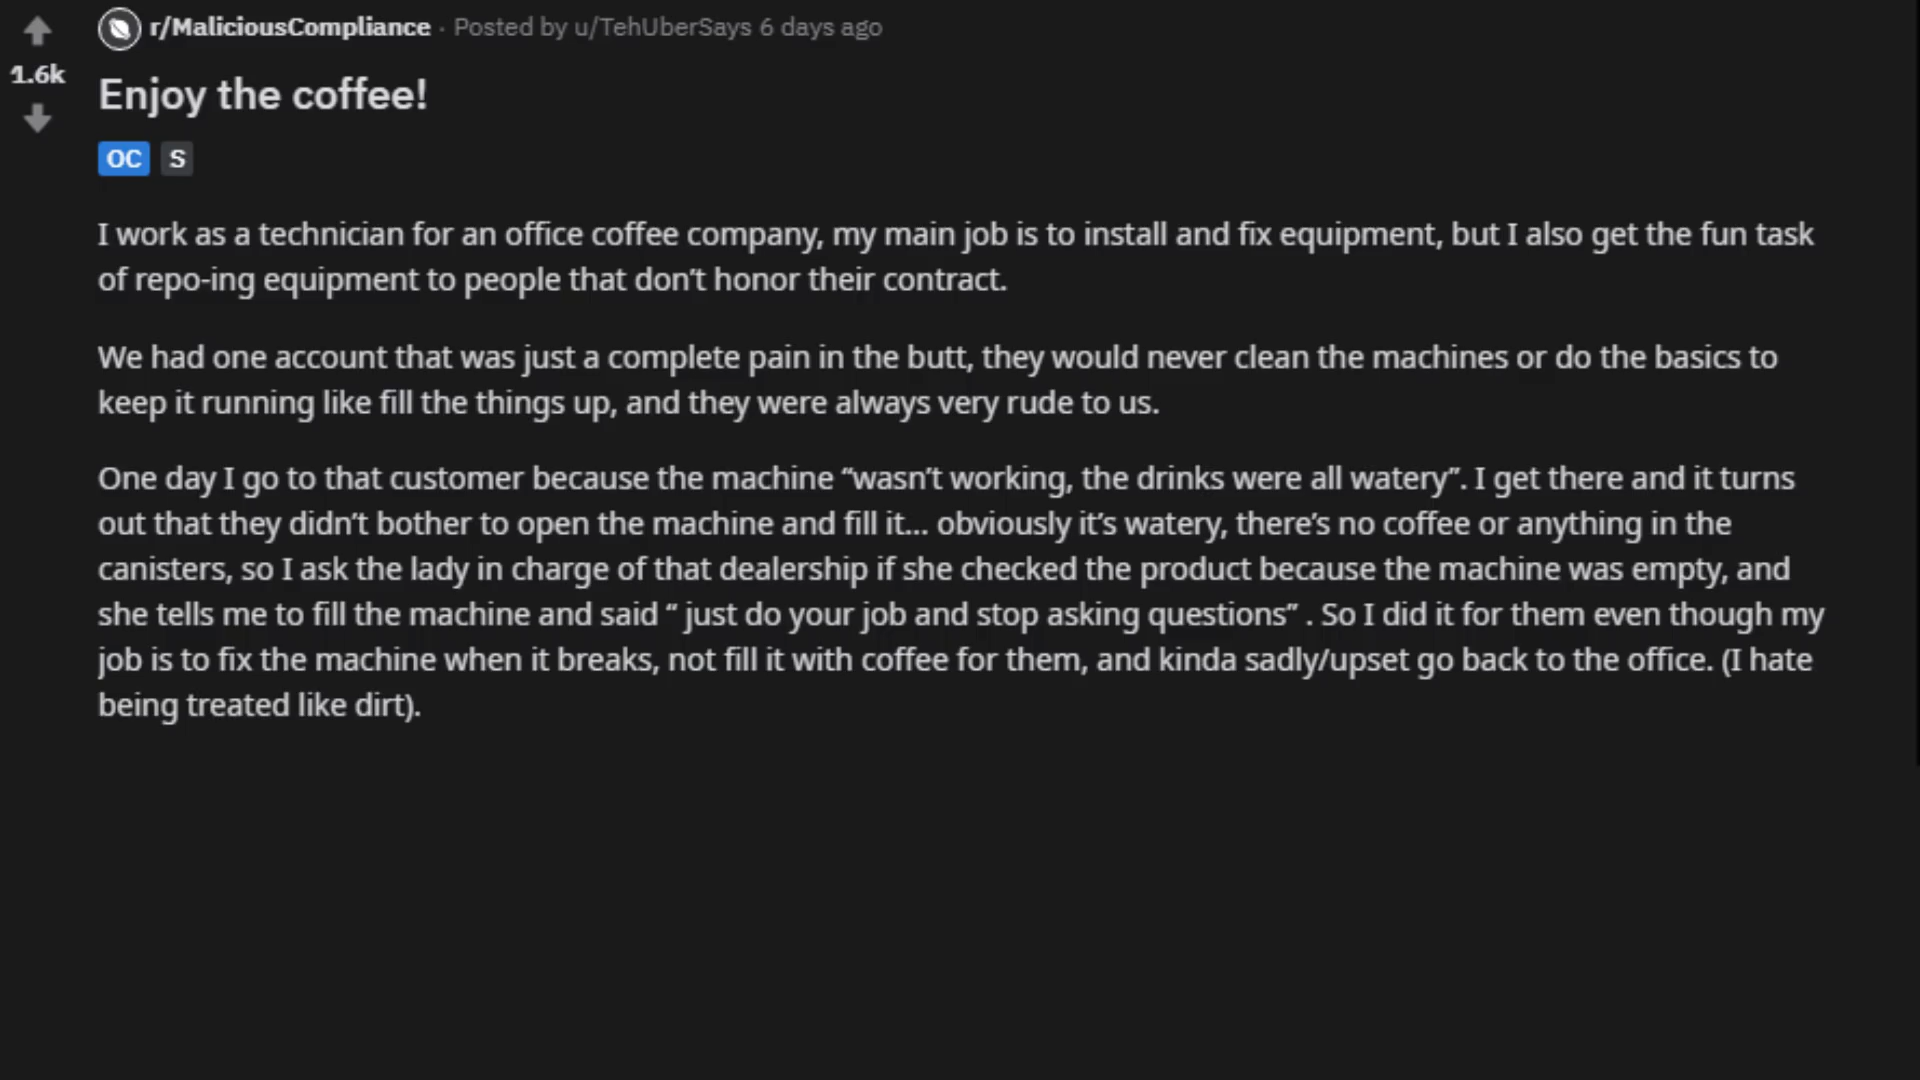 r/MaliciousCompliance · Posted by u/TehUberSays 6 days ago
1.6k
Enjoy the coffee!
OC S
I work as a technician for an office coffee company, my main job is to install and fix equipment, but I also get the fun task
of repo-ing equipment to people that don’t honor their contract.
We had one account that was just a complete pain in the butt, they would never clean the machines or do the basics to
keep it running like fill the things up, and they were always very rude to us.
One day I go to that customer because the machine “wasn’t working, the drinks were all watery”. I get there and it turns
out that they didn’t bother to open the machine and fill it... obviously it’s watery, there’s no coffee or anything in the
canisters, so I ask the lady in charge of that dealership if she checked the product because the machine was empty, and
she tells me to fill the machine and said “ just do your job and stop asking questions” . So I did it for them even though my
job is to fix the machine when it breaks, not fill it with coffee for them, and kinda sadly/upset go back to the office. (I hate
being treated like dirt).